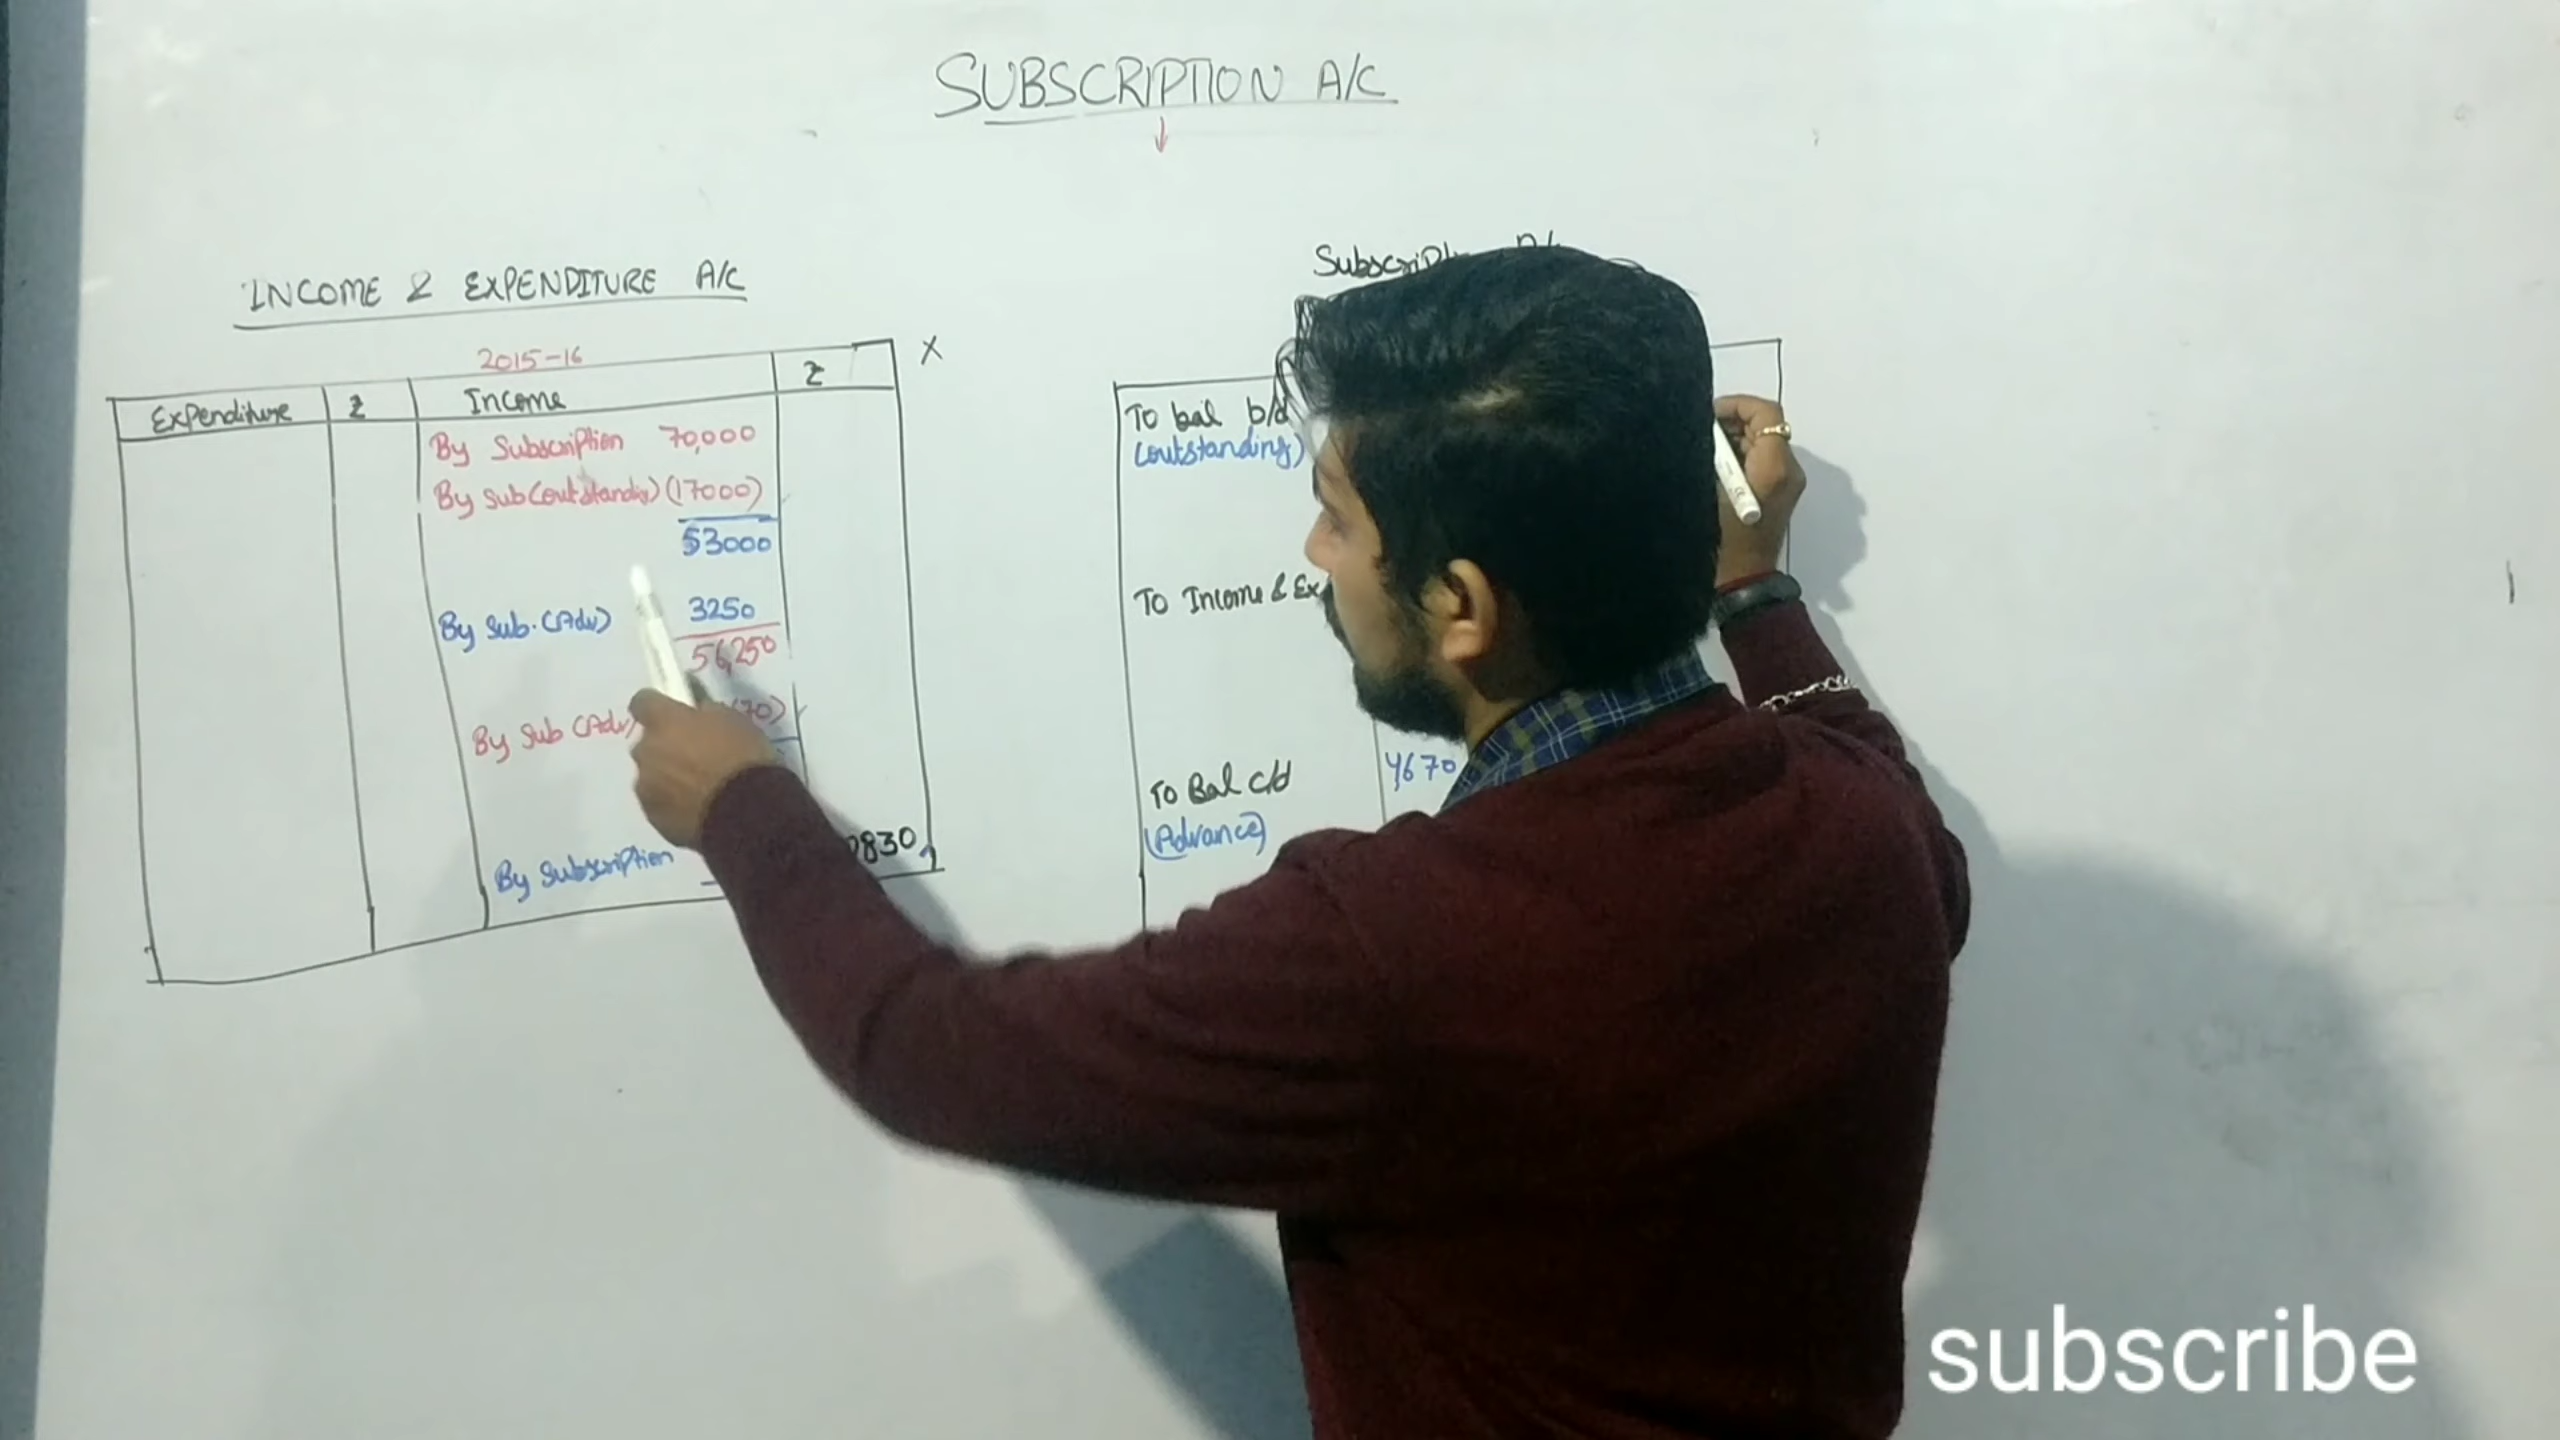 SUBSCRIPTION A/C
INCOME & EXPENDITURE A/C
2015-16
X
Expenditure ₹ Income ₹
By Subscription 70,000
By Sub(outstanding) (17000)
53000
By Sub. (Adv) 3250
56,250
By Sub (Adv) 70)
By Subscription 830
To bal b/d
(outstanding)
To Income & Ex
To Bal c/d 4670
(Advance)
subscribe